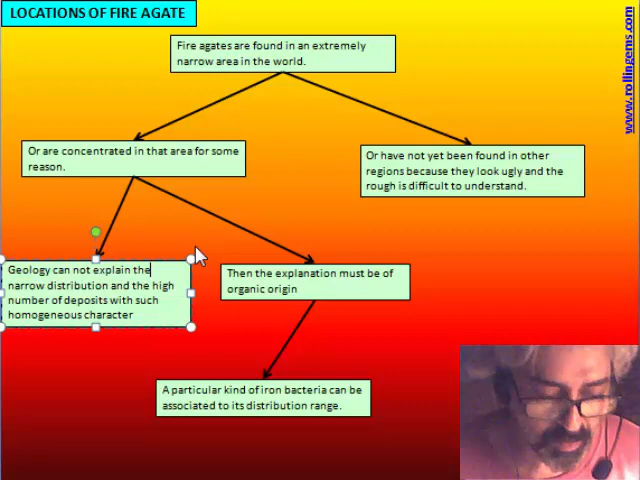 LOCATIONS OF FIRE AGATE
www.rollingems.com
Fire agates are found in an extremely
narrow area in the world.
Or are concentrated in that area for some
reason.
Or have not yet been found in other
regions because they look ugly and the
rough is difficult to understand.
Geology can not explain the
narrow distribution and the high
number of deposits with such
homogeneous character
Then the explanation must be of
organic origin
A particular kind of iron bacteria can be
associated to its distribution range.